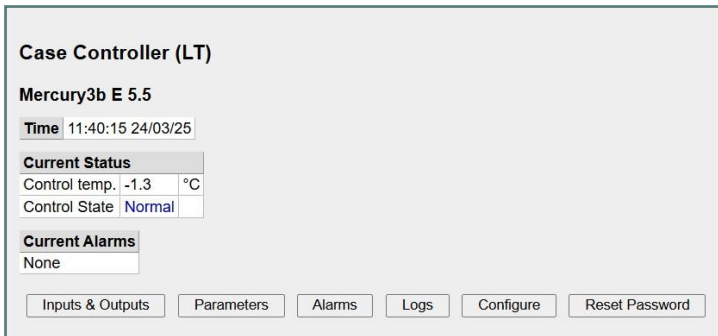 Case Controller (LT)
Mercury3b E 5.5
Time 11:40:15 24/03/25
Current Status
Control temp. -1.3 °C
Control State Normal
Current Alarms
None
Inputs & Outputs Parameters Alarms Logs Configure Reset Password